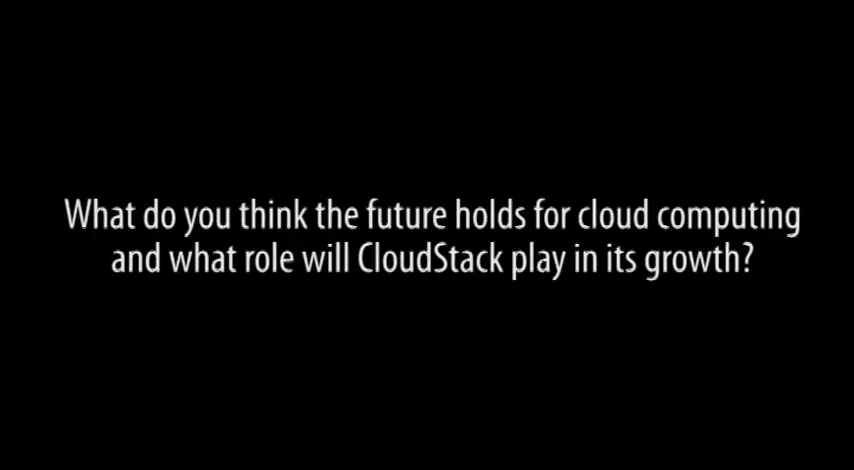 What do you think the future holds for cloud computing
and what role will CloudStack play in its growth?